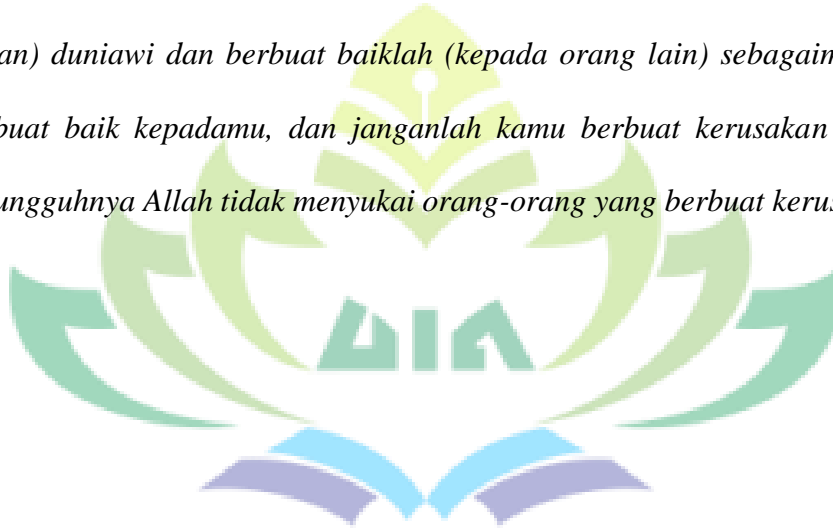 an) duniawi dan berbuat baiklah (kepada orang lain) sebagaim
buat baik kepadamu, dan janganlah kamu berbuat kerusakan
ungguhnya Allah tidak menyukai orang-orang yang berbuat kerus
UIN